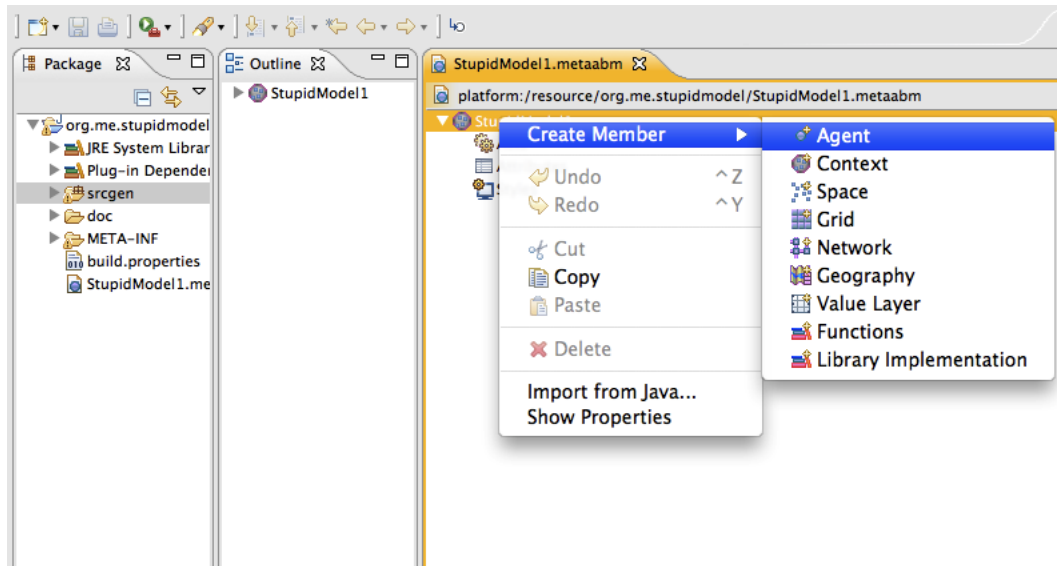 Package
Outline
StupidModel1.metaabm
StupidModel1
platform:/resource/org.me.stupidmodel/StupidModel1.metaabm
org.me.stupidmodel
JRE System Librar
Plug-in Depende
srcgen
doc
META-INF
build.properties
StupidModel1.me
Stu
A
A
S
Create Member
Undo ^Z
Redo ^Y
Cut
Copy
Paste
Delete
Import from Java...
Show Properties
Agent
Context
Space
Grid
Network
Geography
Value Layer
Functions
Library Implementation